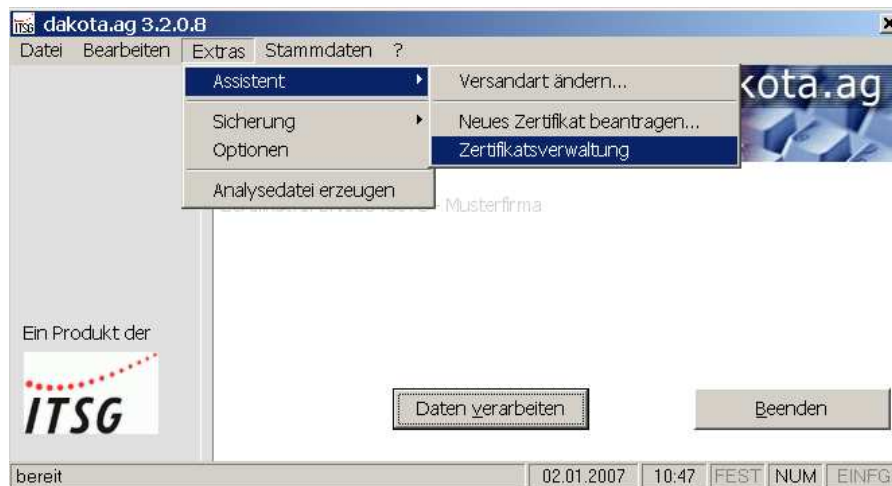 ITSG dakota.ag 3.2.0.8
Datei Bearbeiten Extras Stammdaten ?
Assistent
Versandart ändern...
kota.ag
Sicherung
Neues Zertifikat beantragen...
Optionen
Zertifikatsverwaltung
Analysedatei erzeugen
- Musterfirma
Ein Produkt der
ITSG
Daten verarbeiten
Beenden
bereit
02.01.2007
10:47
FEST
NUM
EINFG